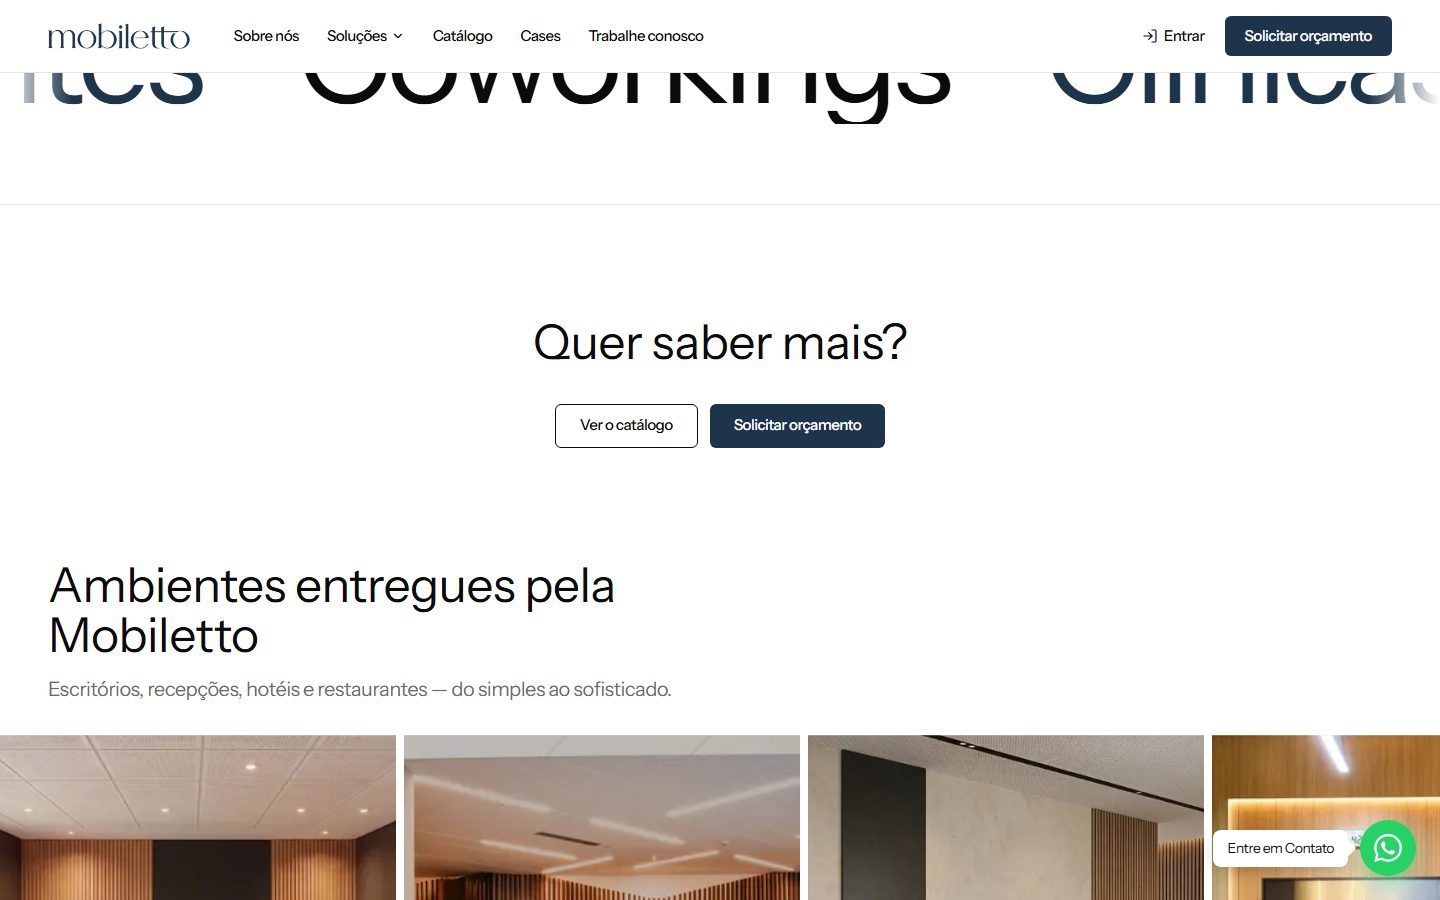 mobiletto
Sobre nós
Soluções
Catálogo
Cases
Trabalhe conosco
Entrar
Solicitar orçamento
Coworkings
Quer saber mais?
Ver o catálogo
Solicitar orçamento
Ambientes entregues pela
Mobiletto
Escritórios, recepções, hotéis e restaurantes — do simples ao sofisticado.
Entre em Contato